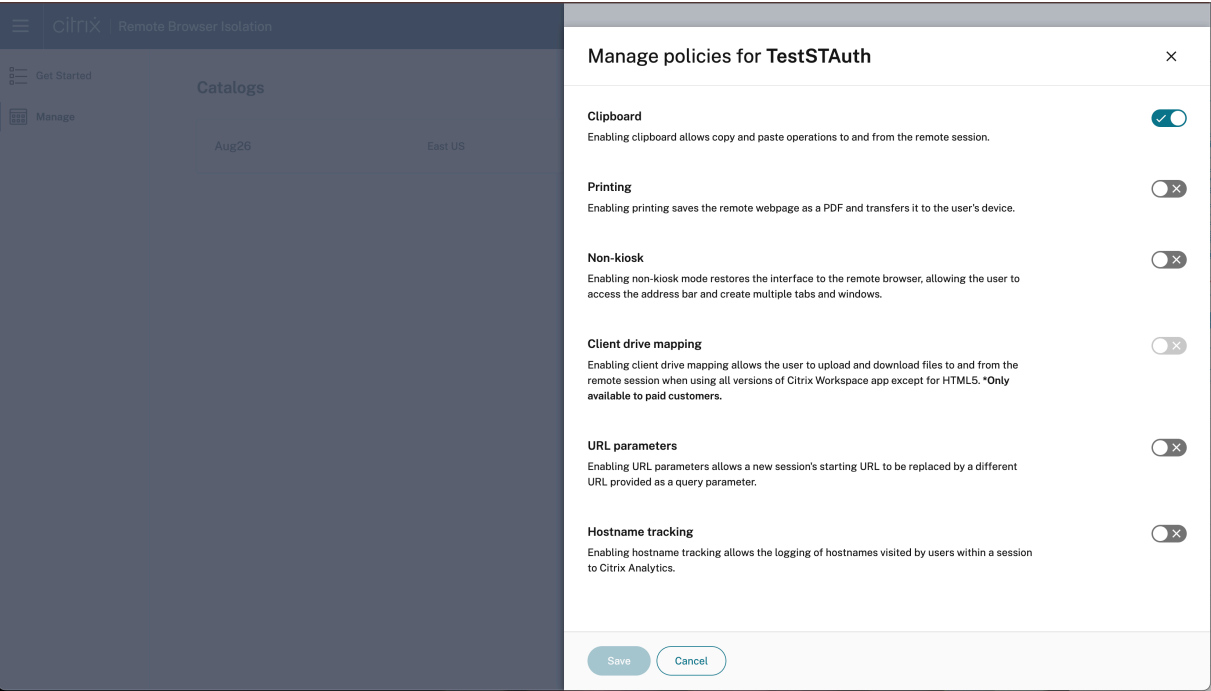 citrix | Remote Browser Isolation
Get Started
Manage
Catalogs
Aug26 East US
Manage policies for TestSTAuth
Clipboard
Enabling clipboard allows copy and paste operations to and from the remote session.
Printing
Enabling printing saves the remote webpage as a PDF and transfers it to the user's device.
Non-kiosk
Enabling non-kiosk mode restores the interface to the remote browser, allowing the user to
access the address bar and create multiple tabs and windows.
Client drive mapping
Enabling client drive mapping allows the user to upload and download files to and from the
remote session when using all versions of Citrix Workspace app except for HTML5. *Only
available to paid customers.
URL parameters
Enabling URL parameters allows a new session's starting URL to be replaced by a different
URL provided as a query parameter.
Hostname tracking
Enabling hostname tracking allows the logging of hostnames visited by users within a session
to Citrix Analytics.
Save
Cancel